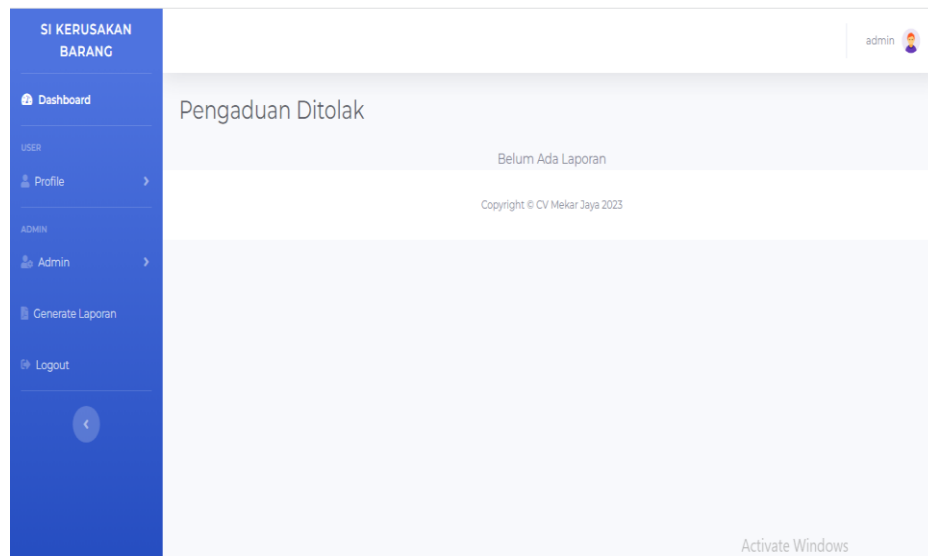 SI KERUSAKAN
BARANG
admin
Dashboard
Pengaduan Ditolak
USER
Belum Ada Laporan
Profile
Copyright © CV Mekar Jaya 2023
ADMIN
Admin
Generate Laporan
Logout
Activate Windows